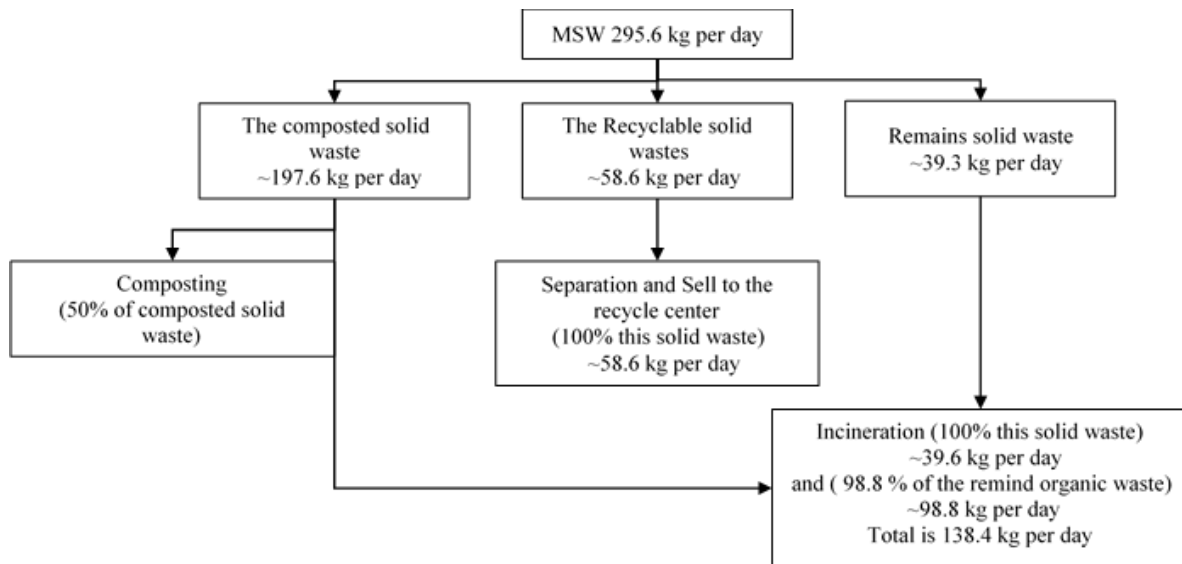 MSW 295.6 kg per day
The composted solid
waste
~197.6 kg per day
The Recyclable solid
wastes
~58.6 kg per day
Remains solid waste
~39.3 kg per day
Composting
(50% of composted solid
waste)
Separation and Sell to the
recycle center
(100% this solid waste)
~58.6 kg per day
Incineration (100% this solid waste)
~39.6 kg per day
and ( 98.8 % of the remind organic waste)
~98.8 kg per day
Total is 138.4 kg per day